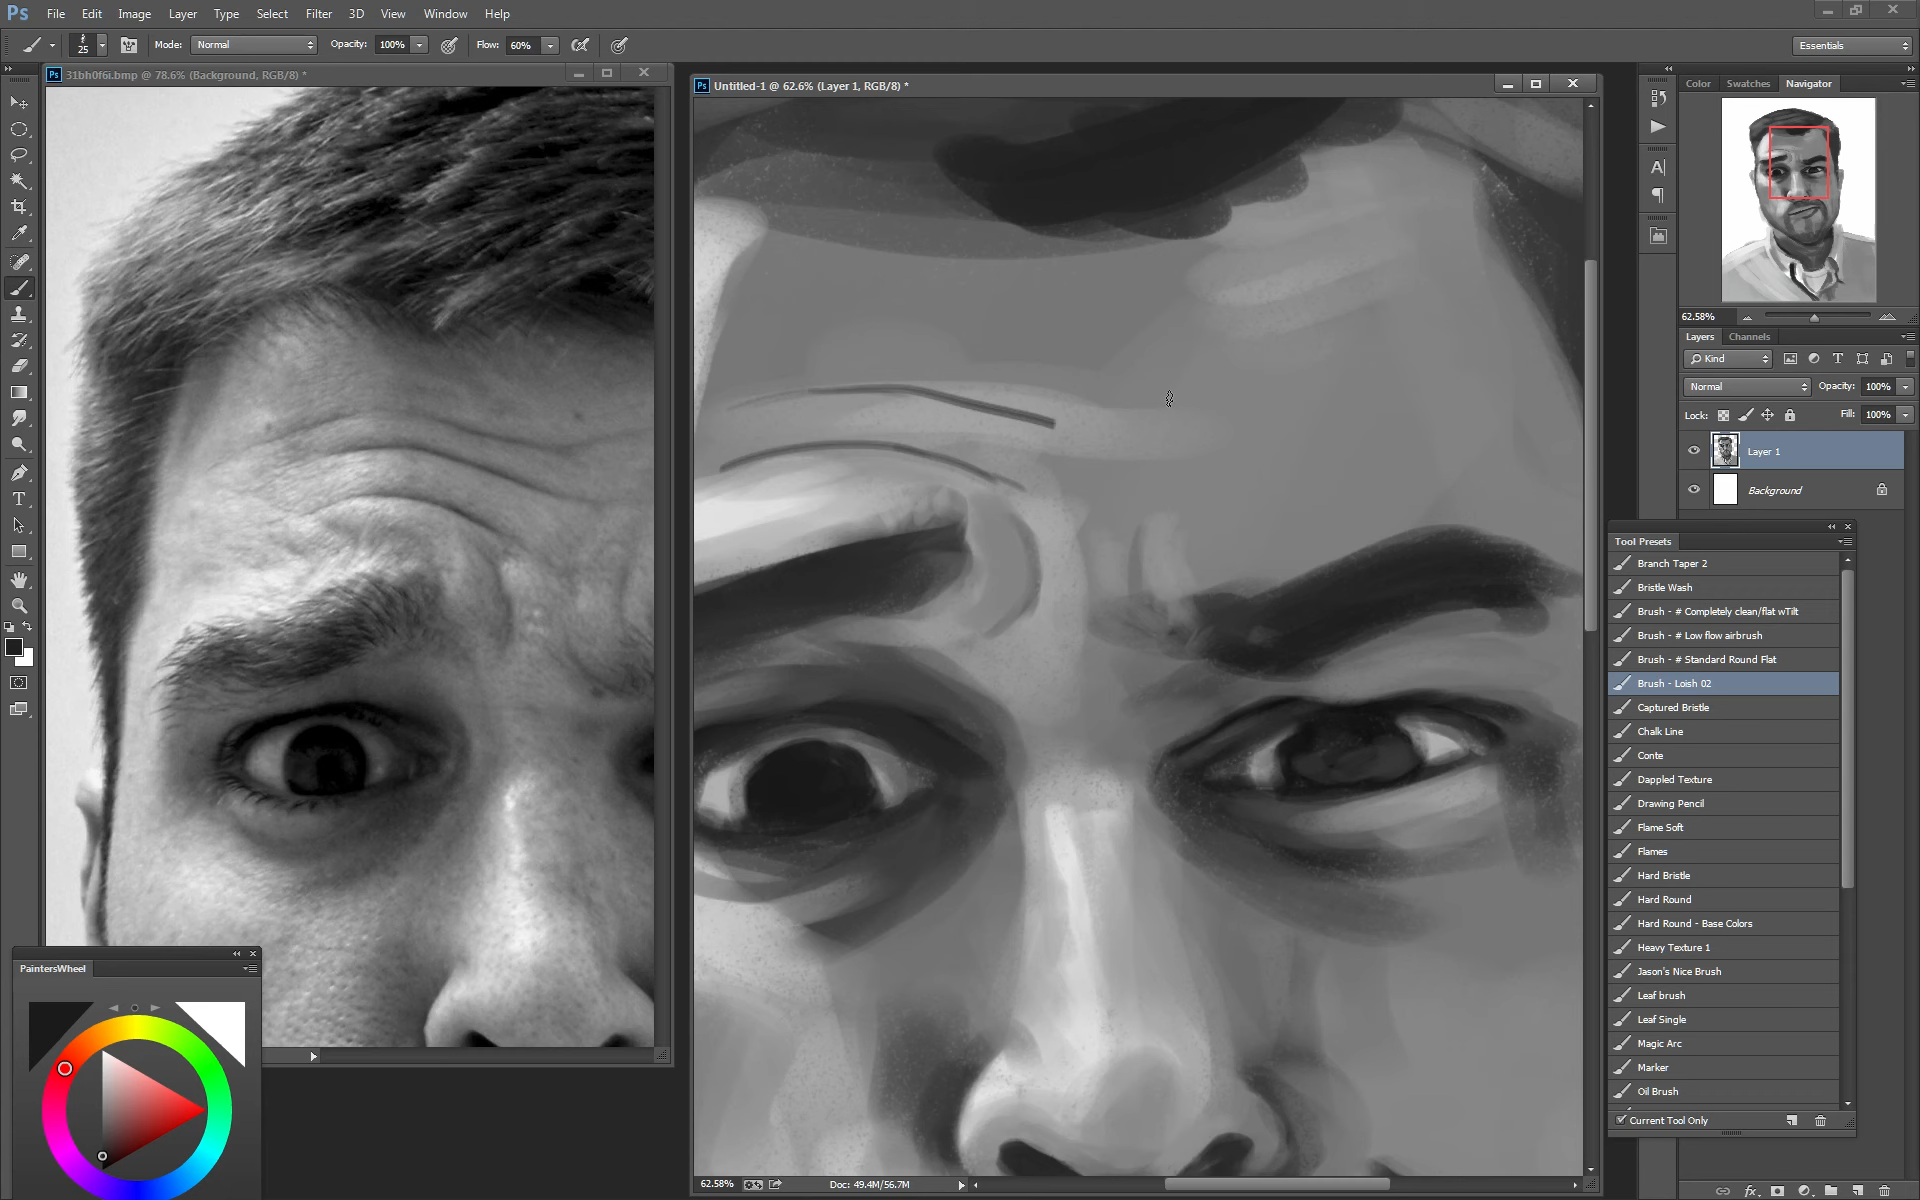 Ps File Edit Image Layer Type Select Filter 3D View Window Help
25 Mode: Normal Opacity: 100% Flow: 60% Essentials
Ps 31bh0f6i.bmp @ 78.6% (Background, RGB/8) *
Ps Untitled-1 @ 62.6% (Layer 1, RGB/8) *
Color Swatches Navigator
62.58%
Layers Channels
Kind
Normal Opacity: 100%
Lock: Fill: 100%
Layer 1
Background
Tool Presets
Branch Taper 2
Bristle Wash
Brush - # Completely clean/flat wTilt
Brush - # Low flow airbrush
Brush - # Standard Round Flat
Brush - Loish 02
Captured Bristle
Chalk Line
Conte
Dappled Texture
Drawing Pencil
Flame Soft
Flames
Hard Bristle
Hard Round
Hard Round - Base Colors
Heavy Texture 1
Jason's Nice Brush
Leaf brush
Leaf Single
Magic Arc
Marker
Oil Brush
Current Tool Only
PaintersWheel
62.58% Doc: 49.4M/56.7M